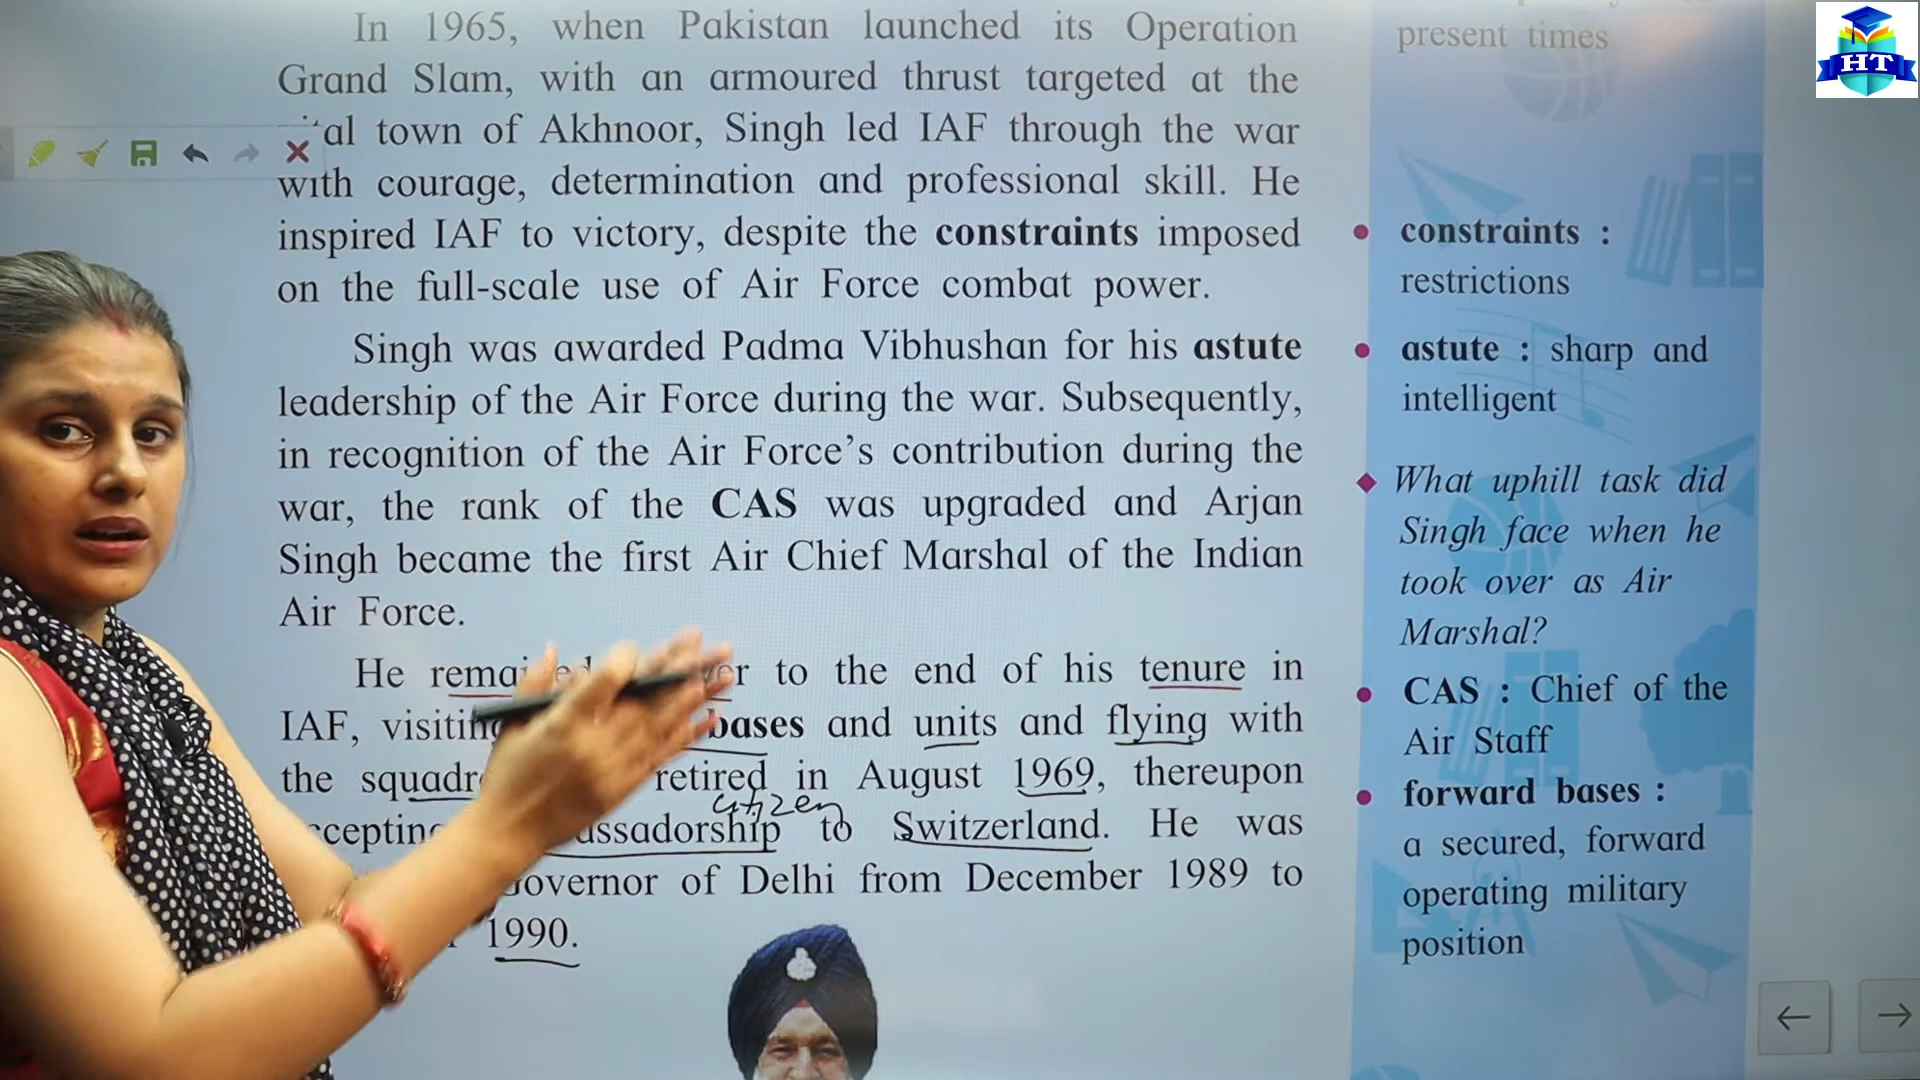 In 1965, when Pakistan launched its Operation
Grand Slam, with an armoured thrust targeted at the
town of Akhnoor, Singh led IAF through the war
with courage, determination and professional skill. He
inspired IAF to victory, despite the constraints imposed
on the full-scale use of Air Force combat power.
Singh was awarded Padma Vibhushan for his astute
leadership of the Air Force during the war. Subsequently,
in recognition of the Air Force's contribution during the
war, the rank of the CAS was upgraded and Arjan
Singh became the first Air Chief Marshal of the Indian
Air Force.
He to the end of his tenure in
IAF, bases and units and flying with
the retired in August 1969, thereupon
citizen
to Switzerland. He was
Governor of Delhi from December 1989 to
1990.
present times
constraints :
restrictions
astute : sharp and
intelligent
What uphill task did
Singh face when he
took over as Air
Marshal?
CAS : Chief of the
Air Staff
forward bases :
a secured, forward
operating military
position
HT